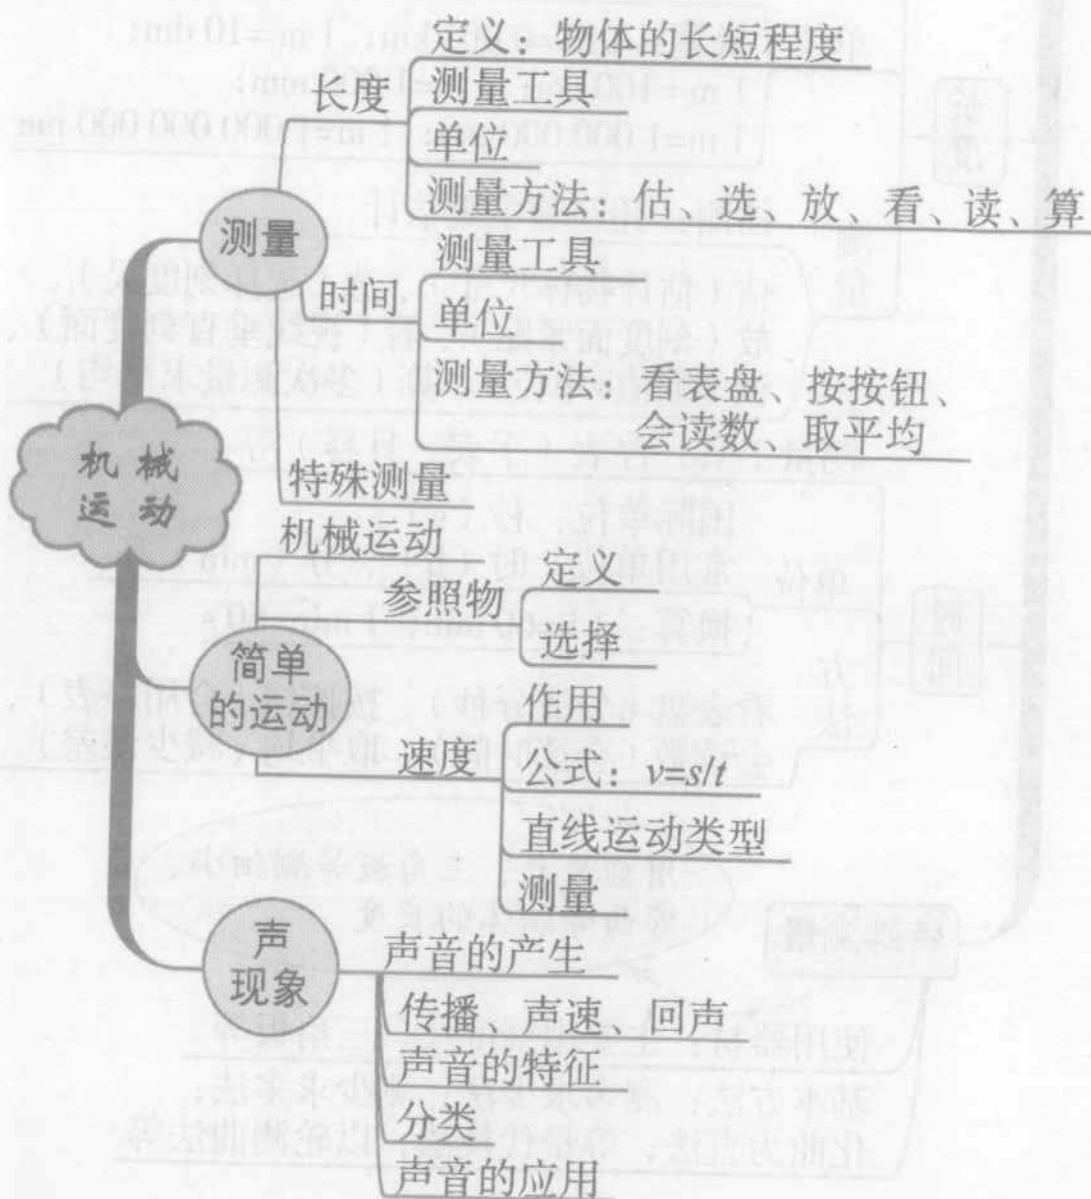 定义：物体的长短程度
长度
测量工具
单位
测量方法：估、选、放、看、读、算
测量
测量工具
时间
单位
测量方法：看表盘、按按钮、
会读数、取平均
特殊测量
机械
运动
机械运动
参照物
定义
选择
简单
的运动
速度
作用
公式：v=s/t
直线运动类型
测量
声
现象
声音的产生
传播、声速、回声
声音的特征
分类
声音的应用